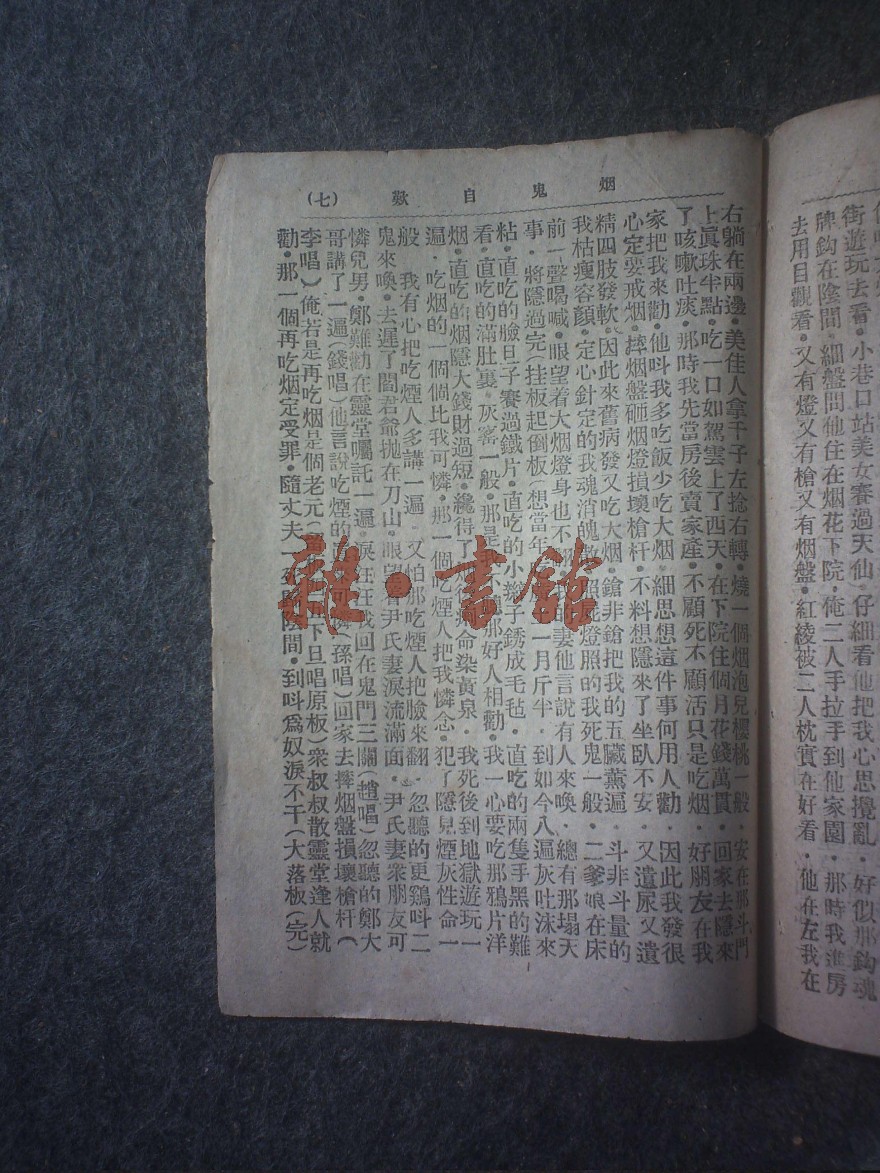 街遊玩去看•小巷口站美女賽過天仙•仔細看他把我心思攪亂•好似那鈎魂
牌鈎在陰間•細盤問他住在烟花下院•俺二人手拉手到他家園•那時我進房
去用目觀看•又有燈又有槍又有烟盤•紅綾被二人枕實在好看•他在左我在
烟鬼自歎
(七)
右躺在兩邊•美佳人拿千子左捻右轉•燒一個烟泡兒櫻桃一般•安在那斗門
上眞珠半點•吃一口如駕雲上了西天•在下院住個月花錢萬貫•回家去隱來
了咳嗽吐痰•那時我先當房後賣家產•不顧死不顧活只是吃烟•好朋友在我
家把我來勸•他呌我多吃飯少吃大烟•細思想這件事何用人勸•因此我發很
心定要戒烟•摔烟盤砸烟燈損壞槍杆•不料想隱來了坐臥不安•又遺尿又遺
精四肢發軟•因此來舊病發又吃大烟•鎗非鎗把我的五臟薰遍•斗非斗量的
我枯瘦容顏•定心針定的我魂消魄散•照燈照的我死鬼一般•二爹娘在床
前一聲喝喊•眼望着大烟燈身也不妻他言說有人來喚•總有那塌天
事•將隱過完(挂板起倒板)想當年一月斤半•到如今八遍灰吐沫來
粘•直吃的臉旦子賽過鐵片•直吃的小辮子銹成毛毡•直吃的兩隻手黑的難
看•直吃的滿肚裏•灰窰一般•那是不那好人相勸•我一心要吃那鴉片洋
烟•直吃的烟隱大錢財過短•纔得了命染黃泉•我死後到地獄遊玩一
遍•吃烟的一個個比我可憐•那一個吃煙人把我憐念•犯了隱兒煙灰性命一
般•我有心把吃煙人多講一遍•又怕那吃煙人把臉來翻•忽聽的更鷄呌二
鬼來喚•去遲了閻君爺拋在刀山•眼望着尹氏妻淚流滿面•尹氏妻衆朋友可
憐兒男•鄭難勸在靈堂囑託一遍•淚汪汪我回在鬼門三關(趙唱)忽聽的鄭大
哥講了一遍(錢唱)他言說吃煙的可憐(孫唱)回家去摔烟盤損壞槍杆(
李唱)俺若是再吃烟是個老元(下旦唱原板)衆叔叔散靈堂逢人就
勸•那一個再吃烟定受罪•隨丈夫一到陰間•到呌爲奴淚不干(大落板)(完)
雜•書館